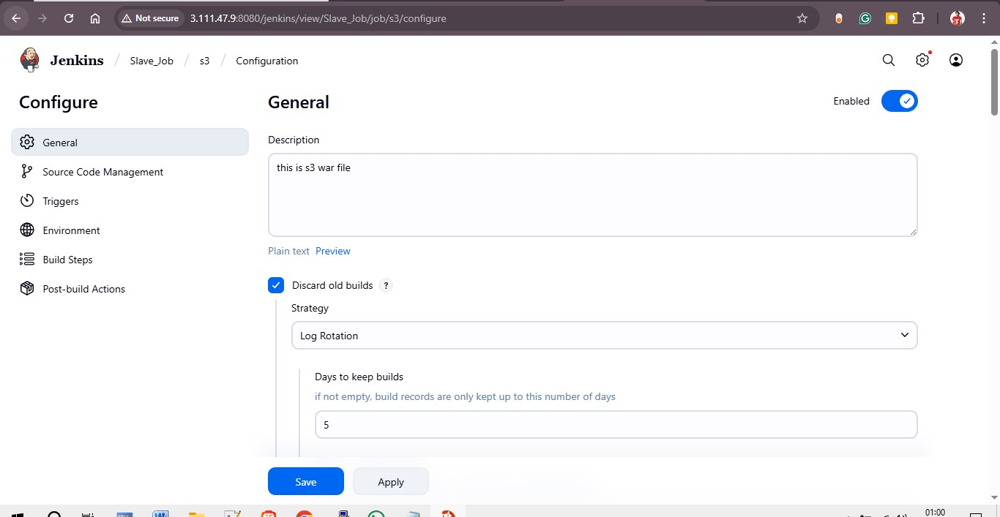 Not secure 3.111.47.9:8080/jenkins/view/Slave_Job/job/s3/configure
Jenkins / Slave_Job / s3 / Configuration
Configure
General
Source Code Management
Triggers
Environment
Build Steps
Post-build Actions
General
Enabled
Description
this is s3 war file
Plain text Preview
Discard old builds ?
Strategy
Log Rotation
Days to keep builds
if not empty, build records are only kept up to this number of days
5
Save Apply
01:00